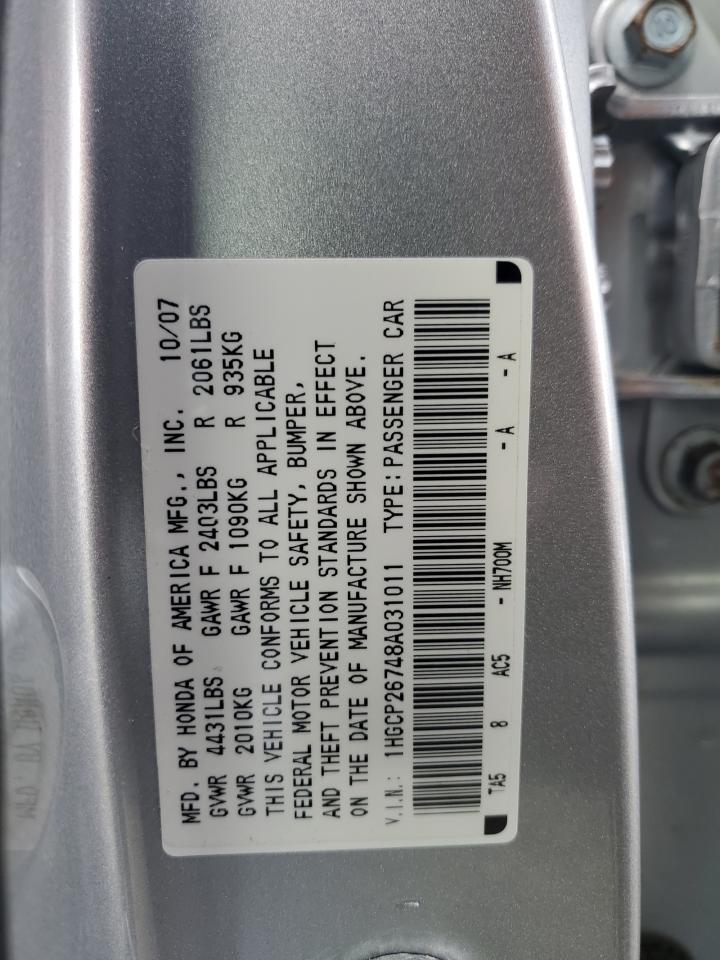 MFD. BY HONDA OF AMERICA MFG., INC. 10/07
GVWR 4431LBS GAWR F 2403LBS R 2061LBS
GVWR 2010KG GAWR F 1090KG R 935KG
THIS VEHICLE CONFORMS TO ALL APPLICABLE
FEDERAL MOTOR VEHICLE SAFETY, BUMPER,
AND THEFT PREVENTION STANDARDS IN EFFECT
ON THE DATE OF MANUFACTURE SHOWN ABOVE.
V.I.N.: 1HGCP26748A031011 TYPE:PASSENGER CAR
TA5 8 AC5 - NH700M - A - A